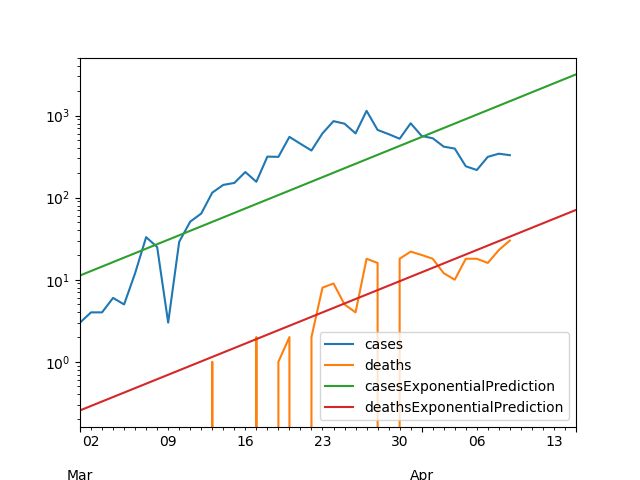 10³
10²
10¹
10⁰
cases
deaths
casesExponentialPrediction
deathsExponentialPrediction
02 09 16 23 30 06 13
Mar Apr